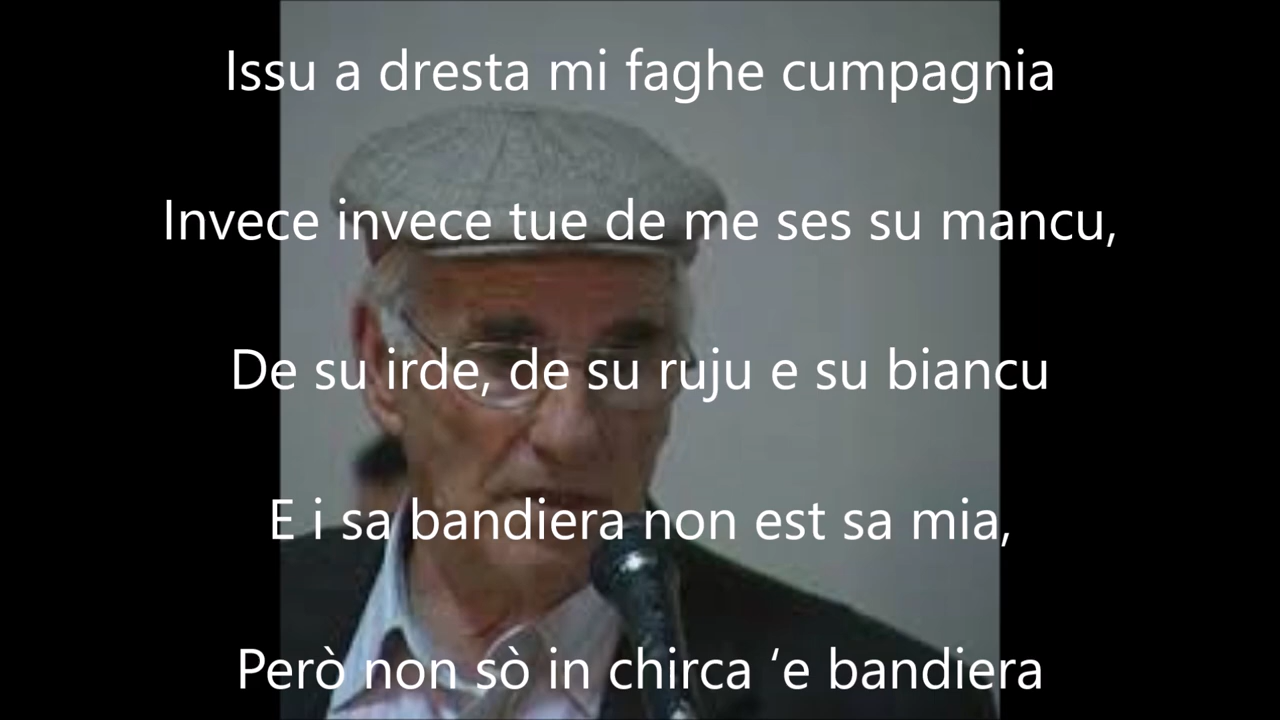 Issu a dresta mi faghe cumpagnia
Invece invece tue de me ses su mancu,
De su irde, de su ruju e su biancu
E i sa bandiera non est sa mia,
Però non sò in chirca ‘e bandiera